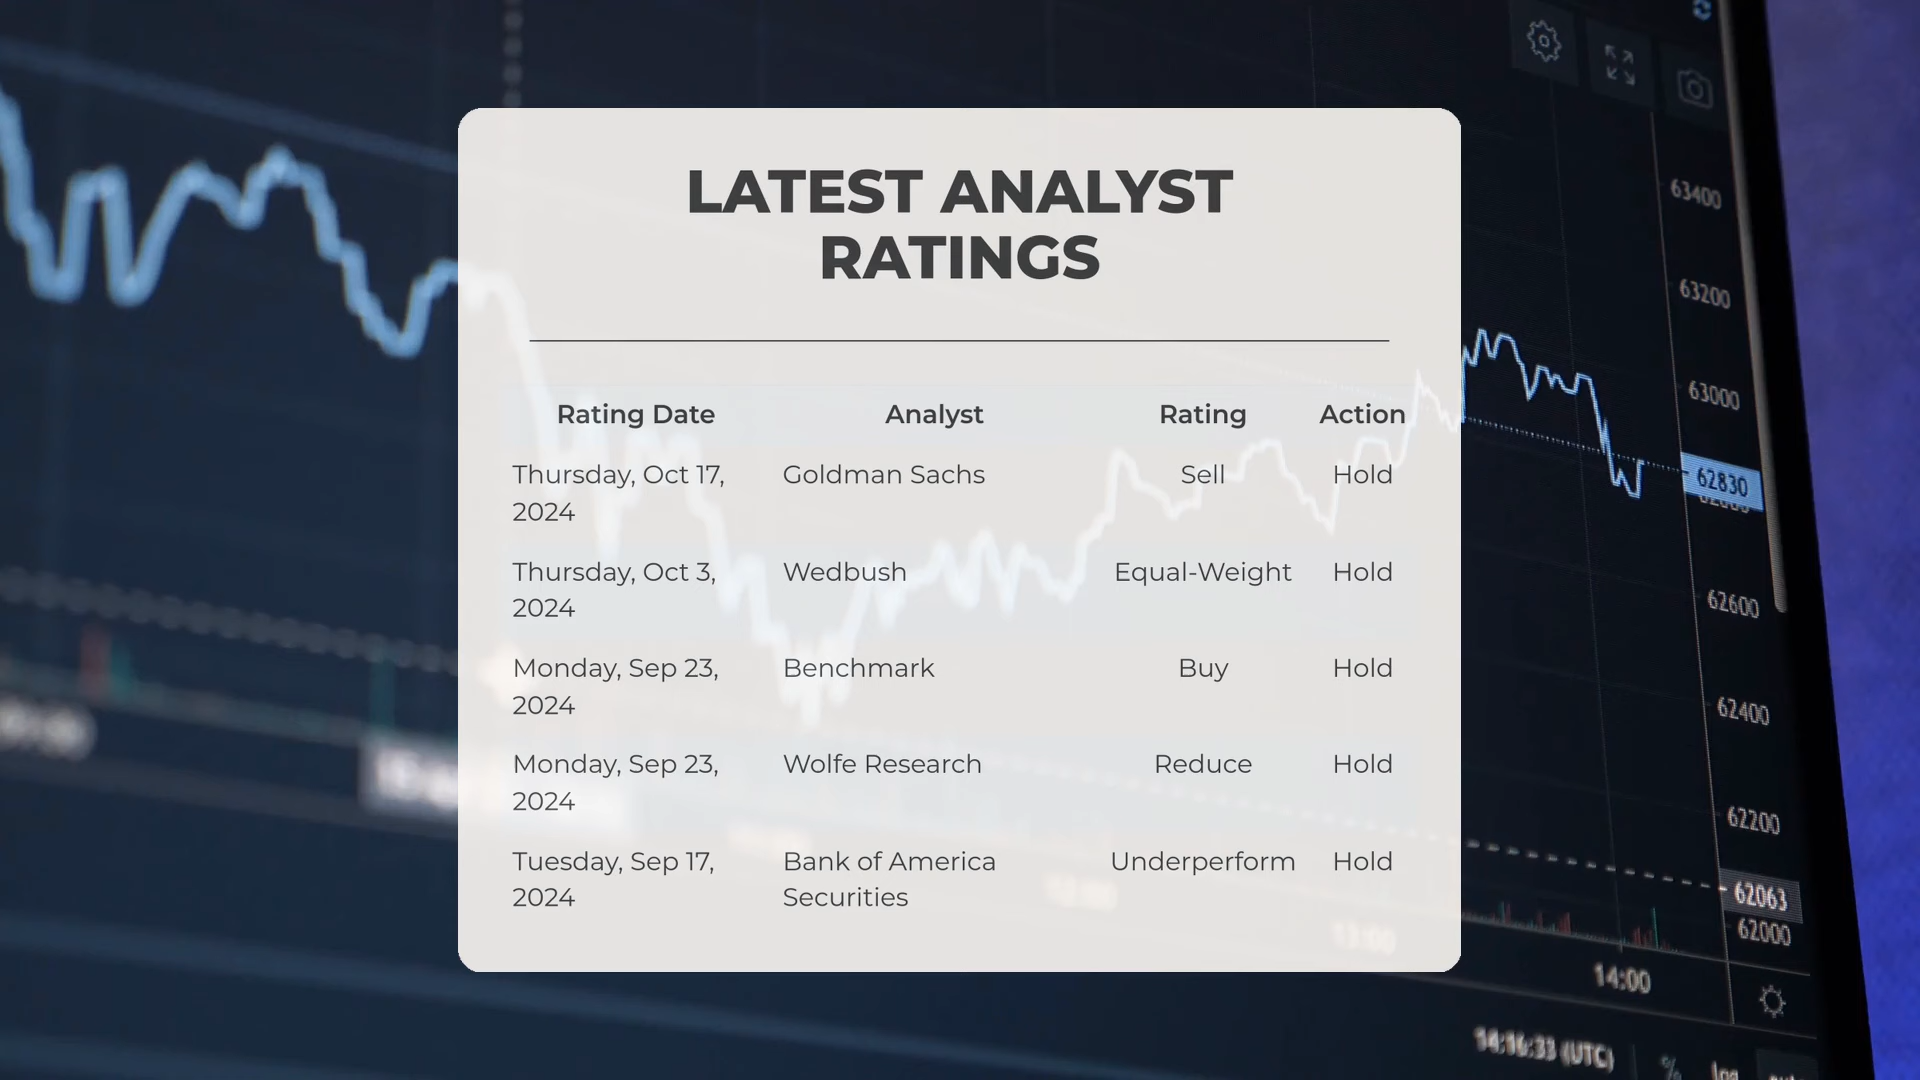 LATEST ANALYST
RATINGS
Rating Date Analyst Rating Action
Thursday, Oct 17, Goldman Sachs Sell Hold
2024
Thursday, Oct 3, Wedbush Equal-Weight Hold
2024
Monday, Sep 23, Benchmark Buy Hold
2024
Monday, Sep 23, Wolfe Research Reduce Hold
2024
Tuesday, Sep 17, Bank of America Underperform Hold
2024 Securities
63400
63200
63000
62830
62600
62400
62200
62063
62000
13:00
14:00
14:16:33 (UTC) % log